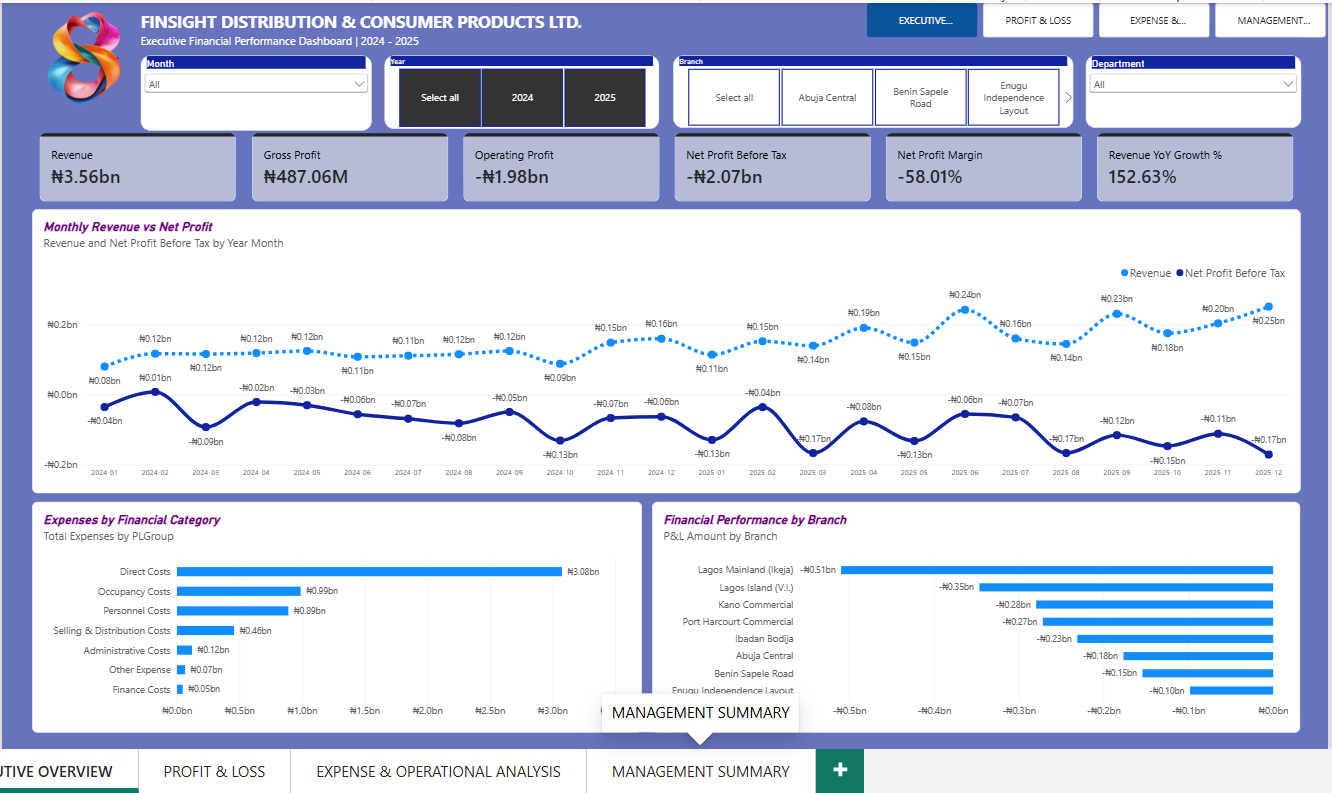 FINSIGHT DISTRIBUTION & CONSUMER PRODUCTS LTD.
Executive Financial Performance Dashboard | 2024 - 2025
EXECUTIVE...
PROFIT & LOSS
EXPENSE &...
MANAGEMENT...
Month
All
Year
Select all
2024
2025
Branch
Select all
Abuja Central
Benin Sapele
Road
Enugu
Independence
Layout
Department
All
Revenue
₦3.56bn
Gross Profit
₦487.06M
Operating Profit
-₦1.98bn
Net Profit Before Tax
-₦2.07bn
Net Profit Margin
-58.01%
Revenue YoY Growth %
152.63%
Monthly Revenue vs Net Profit
Revenue and Net Profit Before Tax by Year Month
Revenue
Net Profit Before Tax
₦0.2bn
₦0.0bn
-₦0.2bn
₦0.08bn
₦0.12bn
₦0.12bn
₦0.12bn
₦0.12bn
₦0.11bn
₦0.11bn
₦0.12bn
₦0.12bn
₦0.09bn
₦0.15bn
₦0.16bn
₦0.11bn
₦0.15bn
₦0.14bn
₦0.19bn
₦0.15bn
₦0.24bn
₦0.16bn
₦0.14bn
₦0.23bn
₦0.18bn
₦0.20bn
₦0.25bn
-₦0.04bn
₦0.01bn
-₦0.09bn
-₦0.02bn
-₦0.03bn
-₦0.06bn
-₦0.07bn
-₦0.08bn
-₦0.05bn
-₦0.13bn
-₦0.07bn
-₦0.06bn
-₦0.13bn
-₦0.04bn
-₦0.17bn
-₦0.08bn
-₦0.13bn
-₦0.06bn
-₦0.07bn
-₦0.17bn
-₦0.12bn
-₦0.15bn
-₦0.11bn
-₦0.17bn
2024-01
2024-02
2024-03
2024-04
2024-05
2024-06
2024-07
2024-08
2024-09
2024-10
2024-11
2024-12
2025-01
2025-02
2025-03
2025-04
2025-05
2025-06
2025-07
2025-08
2025-09
2025-10
2025-11
2025-12
Expenses by Financial Category
Total Expenses by PLGroup
Direct Costs ₦3.08bn
Occupancy Costs ₦0.99bn
Personnel Costs ₦0.89bn
Selling & Distribution Costs ₦0.46bn
Administrative Costs ₦0.12bn
Other Expense ₦0.07bn
Finance Costs ₦0.05bn
₦0.0bn
₦0.5bn
₦1.0bn
₦1.5bn
₦2.0bn
₦2.5bn
₦3.0bn
Financial Performance by Branch
P&L Amount by Branch
Lagos Mainland (Ikeja) -₦0.51bn
Lagos Island (V.I.) -₦0.35bn
Kano Commercial -₦0.28bn
Port Harcourt Commercial -₦0.27bn
Ibadan Bodija -₦0.23bn
Abuja Central -₦0.18bn
Benin Sapele Road -₦0.15bn
Enugu Independence Layout -₦0.10bn
-₦0.5bn
-₦0.4bn
-₦0.3bn
-₦0.2bn
-₦0.1bn
₦0.0bn
MANAGEMENT SUMMARY
UTIVE OVERVIEW
PROFIT & LOSS
EXPENSE & OPERATIONAL ANALYSIS
MANAGEMENT SUMMARY
+